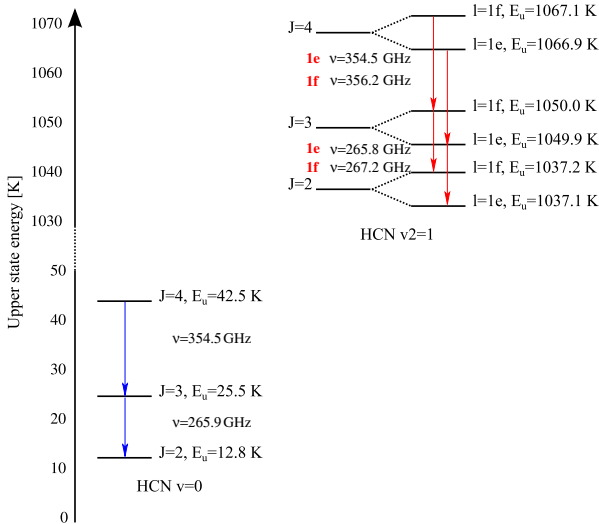 Upper state energy [K]
1070
1060
1050
1040
1030
50
40
30
20
10
0
J=4
l=1f, Eu=1067.1 K
l=1e, Eu=1066.9 K
1e ν=354.5 GHz
1f ν=356.2 GHz
J=3
l=1f, Eu=1050.0 K
l=1e, Eu=1049.9 K
1e ν=265.8 GHz
1f ν=267.2 GHz
J=2
l=1f, Eu=1037.2 K
l=1e, Eu=1037.1 K
HCN v2=1
J=4, Eu=42.5 K
ν=354.5 GHz
J=3, Eu=25.5 K
ν=265.9 GHz
J=2, Eu=12.8 K
HCN v=0